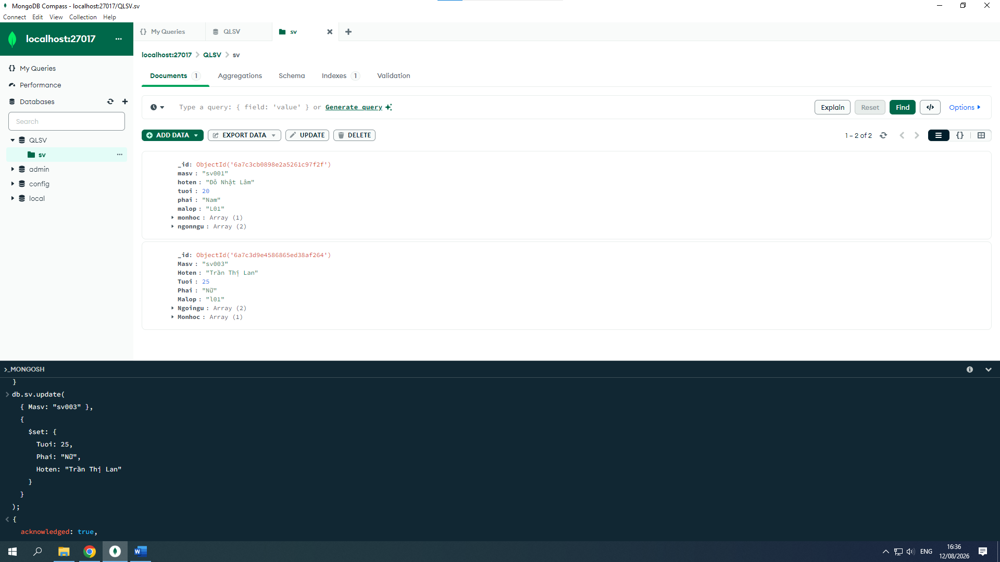 MongoDB Compass - localhost:27017/QLSV.sv
Connect Edit View Collection Help
localhost:27017
My Queries
Performance
Databases
Search
QLSV
sv
admin
config
local
{} My Queries QLSV sv
localhost:27017 > QLSV > sv
Documents 1 Aggregations Schema Indexes 1 Validation
Type a query: { field: 'value' } or Generate query
Explain Reset Find </> Options
ADD DATA EXPORT DATA UPDATE DELETE
1 – 2 of 2
_id: ObjectId('6a7c3cb0898e2a5261c97f2f')
masv : "sv001"
hoten : "Đỗ Nhật Lâm"
tuoi : 20
phai : "Nam"
malop : "L01"
monhoc : Array (1)
ngonngu : Array (2)
_id: ObjectId('6a7c3d9e4586865ed38af264')
Masv : "sv003"
Hoten : "Trần Thị Lan"
Tuoi : 25
Phai : "Nữ"
Malop : "l01"
Ngoingu : Array (2)
Monhoc : Array (1)
>_MONGOSH
}
> db.sv.update(
{ Masv: "sv003" },
{
$set: {
Tuoi: 25,
Phai: "Nữ",
Hoten: "Trần Thị Lan"
}
}
);
< {
acknowledged: true,
ENG
16:36
12/08/2026